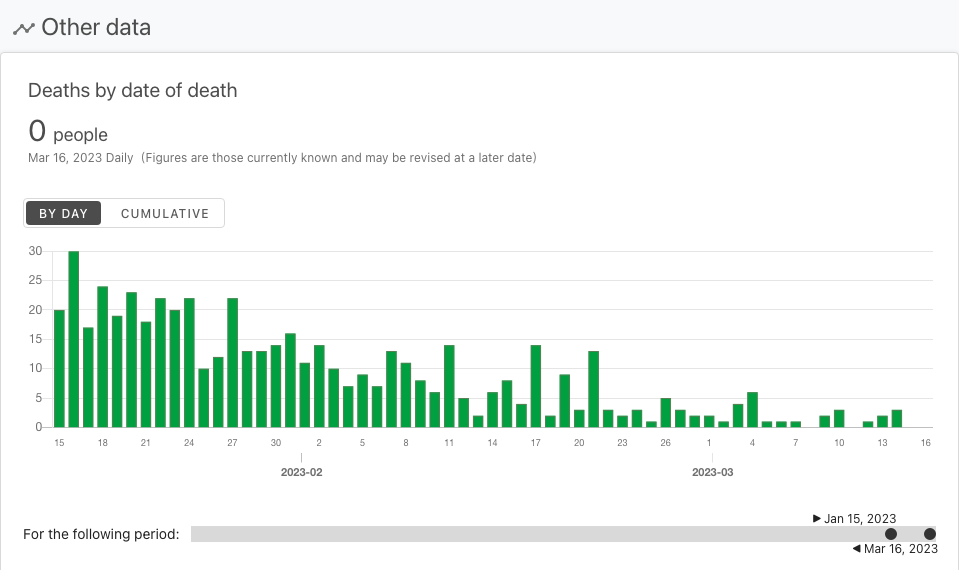 Other data
Deaths by date of death
0 people
Mar 16, 2023 Daily (Figures are those currently known and may be revised at a later date)
BY DAY CUMULATIVE
30
25
20
15
10
5
0
15 18 21 24 27 30 2 5 8 11 14 17 20 23 26 1 4 7 10 13 16
2023-02 2023-03
▶ Jan 15, 2023
For the following period:
◀ Mar 16, 2023